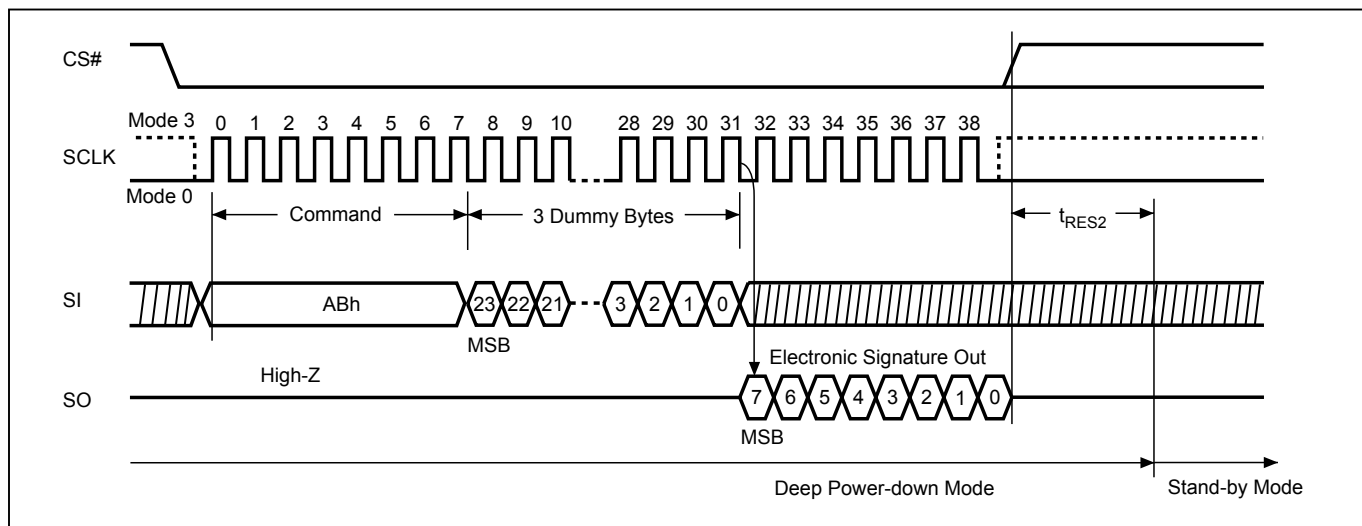 CS#
Mode 3
0 1 2 3 4 5 6 7 8 9 10 28 29 30 31 32 33 34 35 36 37 38
SCLK
Mode 0
Command
3 Dummy Bytes
tRES2
SI
ABh
23 22 21 3 2 1 0
MSB
Electronic Signature Out
High-Z
SO
7 6 5 4 3 2 1 0
MSB
Deep Power-down Mode
Stand-by Mode